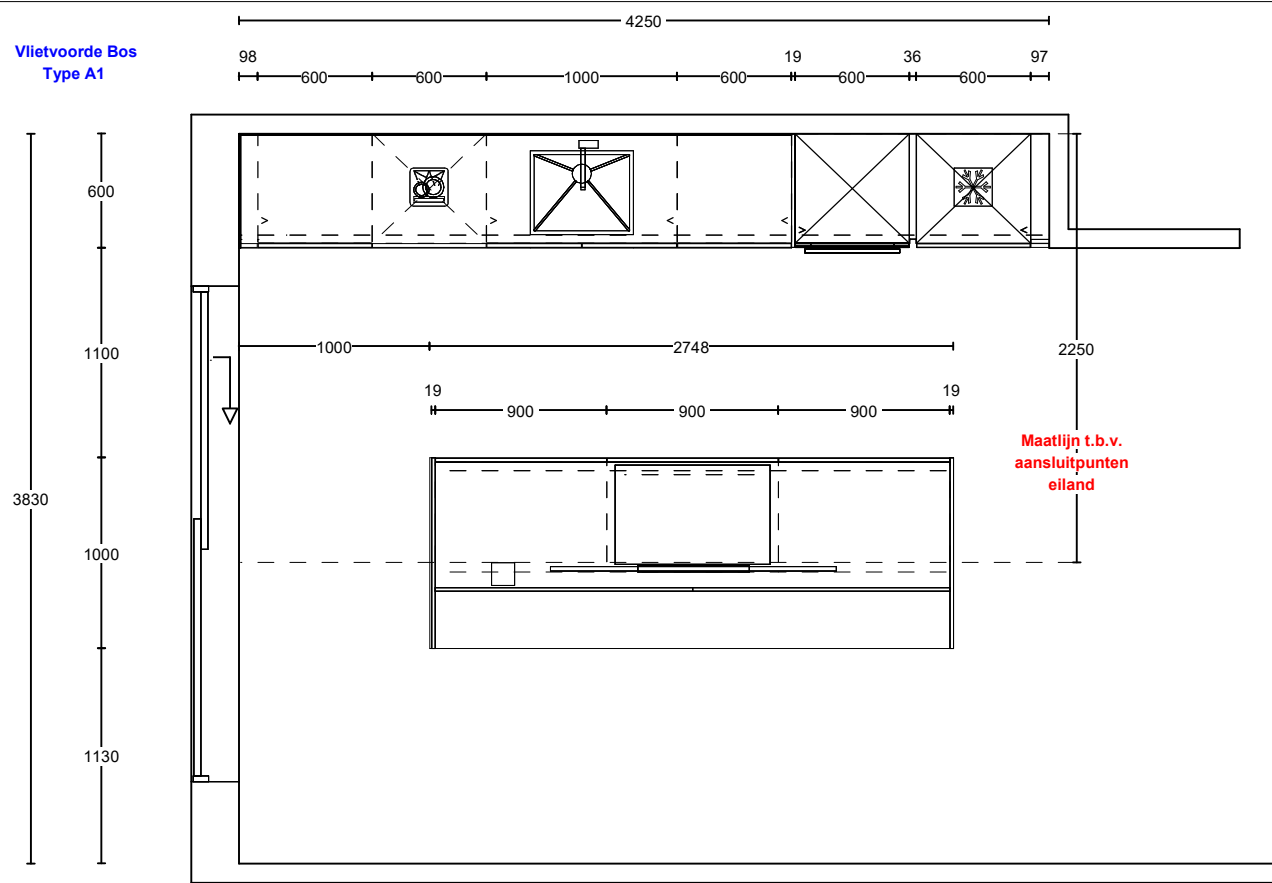 4250
Vlietvoorde Bos
Type A1
98 19 36 97
600 600 1000 600 600 600
600
1000 2748
1100 2250
19 19
900 900 900
Maatlijn t.b.v.
aansluitpunten
eiland
3830
1000
1130